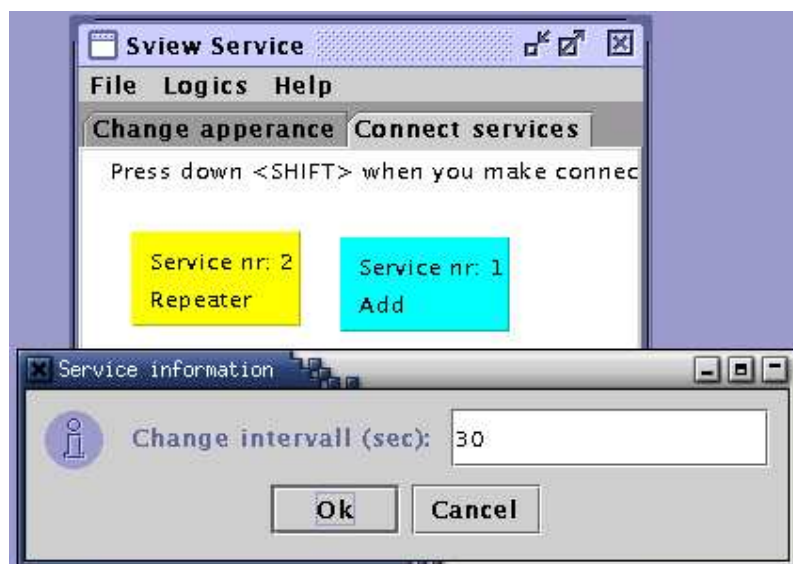 Sview Service
File Logics Help
Change apperance Connect services
Press down <SHIFT> when you make connec
Service nr: 2
Repeater
Service nr: 1
Add
Service information
Change intervall (sec): 30
Ok Cancel